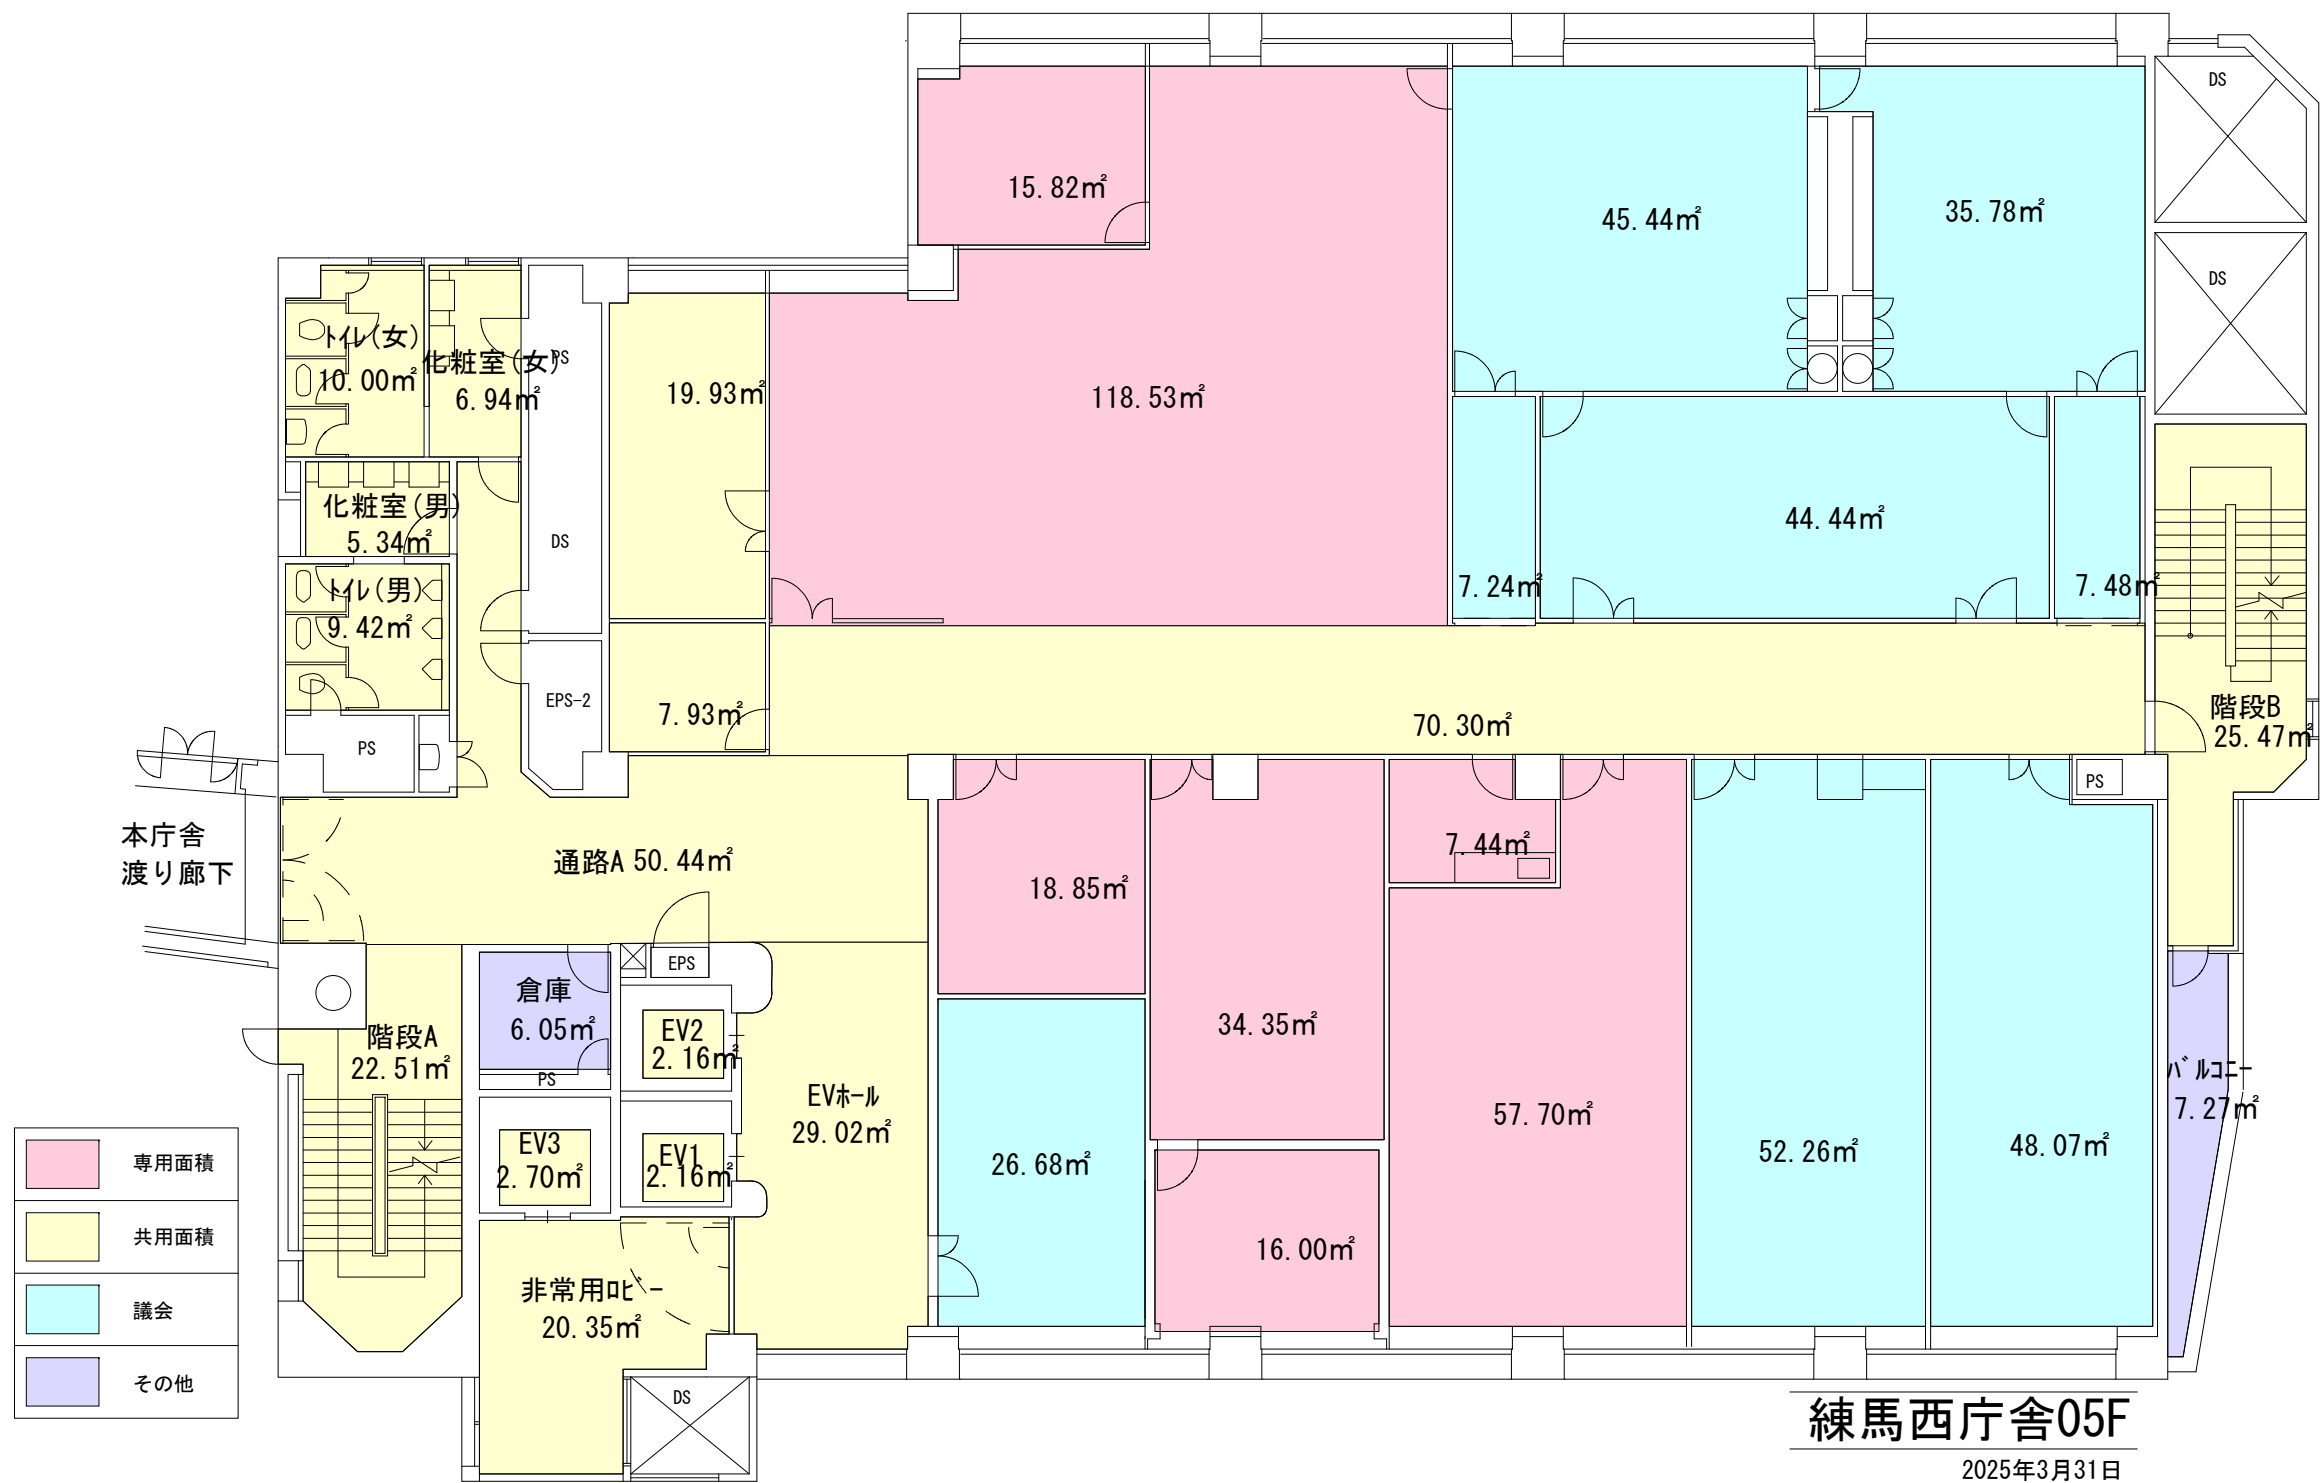 DS
15.82㎡
45.44㎡
35.78㎡
DS
ﾄｲﾚ(女)
10.00㎡
化粧室(女)
6.94㎡
PS
19.93㎡
118.53㎡
化粧室(男)
5.34㎡
DS
44.44㎡
7.24㎡
7.48㎡
ﾄｲﾚ(男)
9.42㎡
EPS-2
7.93㎡
70.30㎡
階段B
25.47㎡
PS
PS
本庁舎
渡り廊下
通路A 50.44㎡
18.85㎡
7.44㎡
EPS
倉庫
6.05㎡
EV2
2.16㎡
34.35㎡
階段A
22.51㎡
PS
EVﾎｰﾙ
29.02㎡
57.70㎡
52.26㎡
48.07㎡
ﾊﾞﾙｺﾆｰ
7.27㎡
EV3
2.70㎡
EV1
2.16㎡
26.68㎡
16.00㎡
非常用ﾛﾋﾞｰ
20.35㎡
DS
専用面積
共用面積
議会
その他
練馬西庁舎05F
2025年3月31日